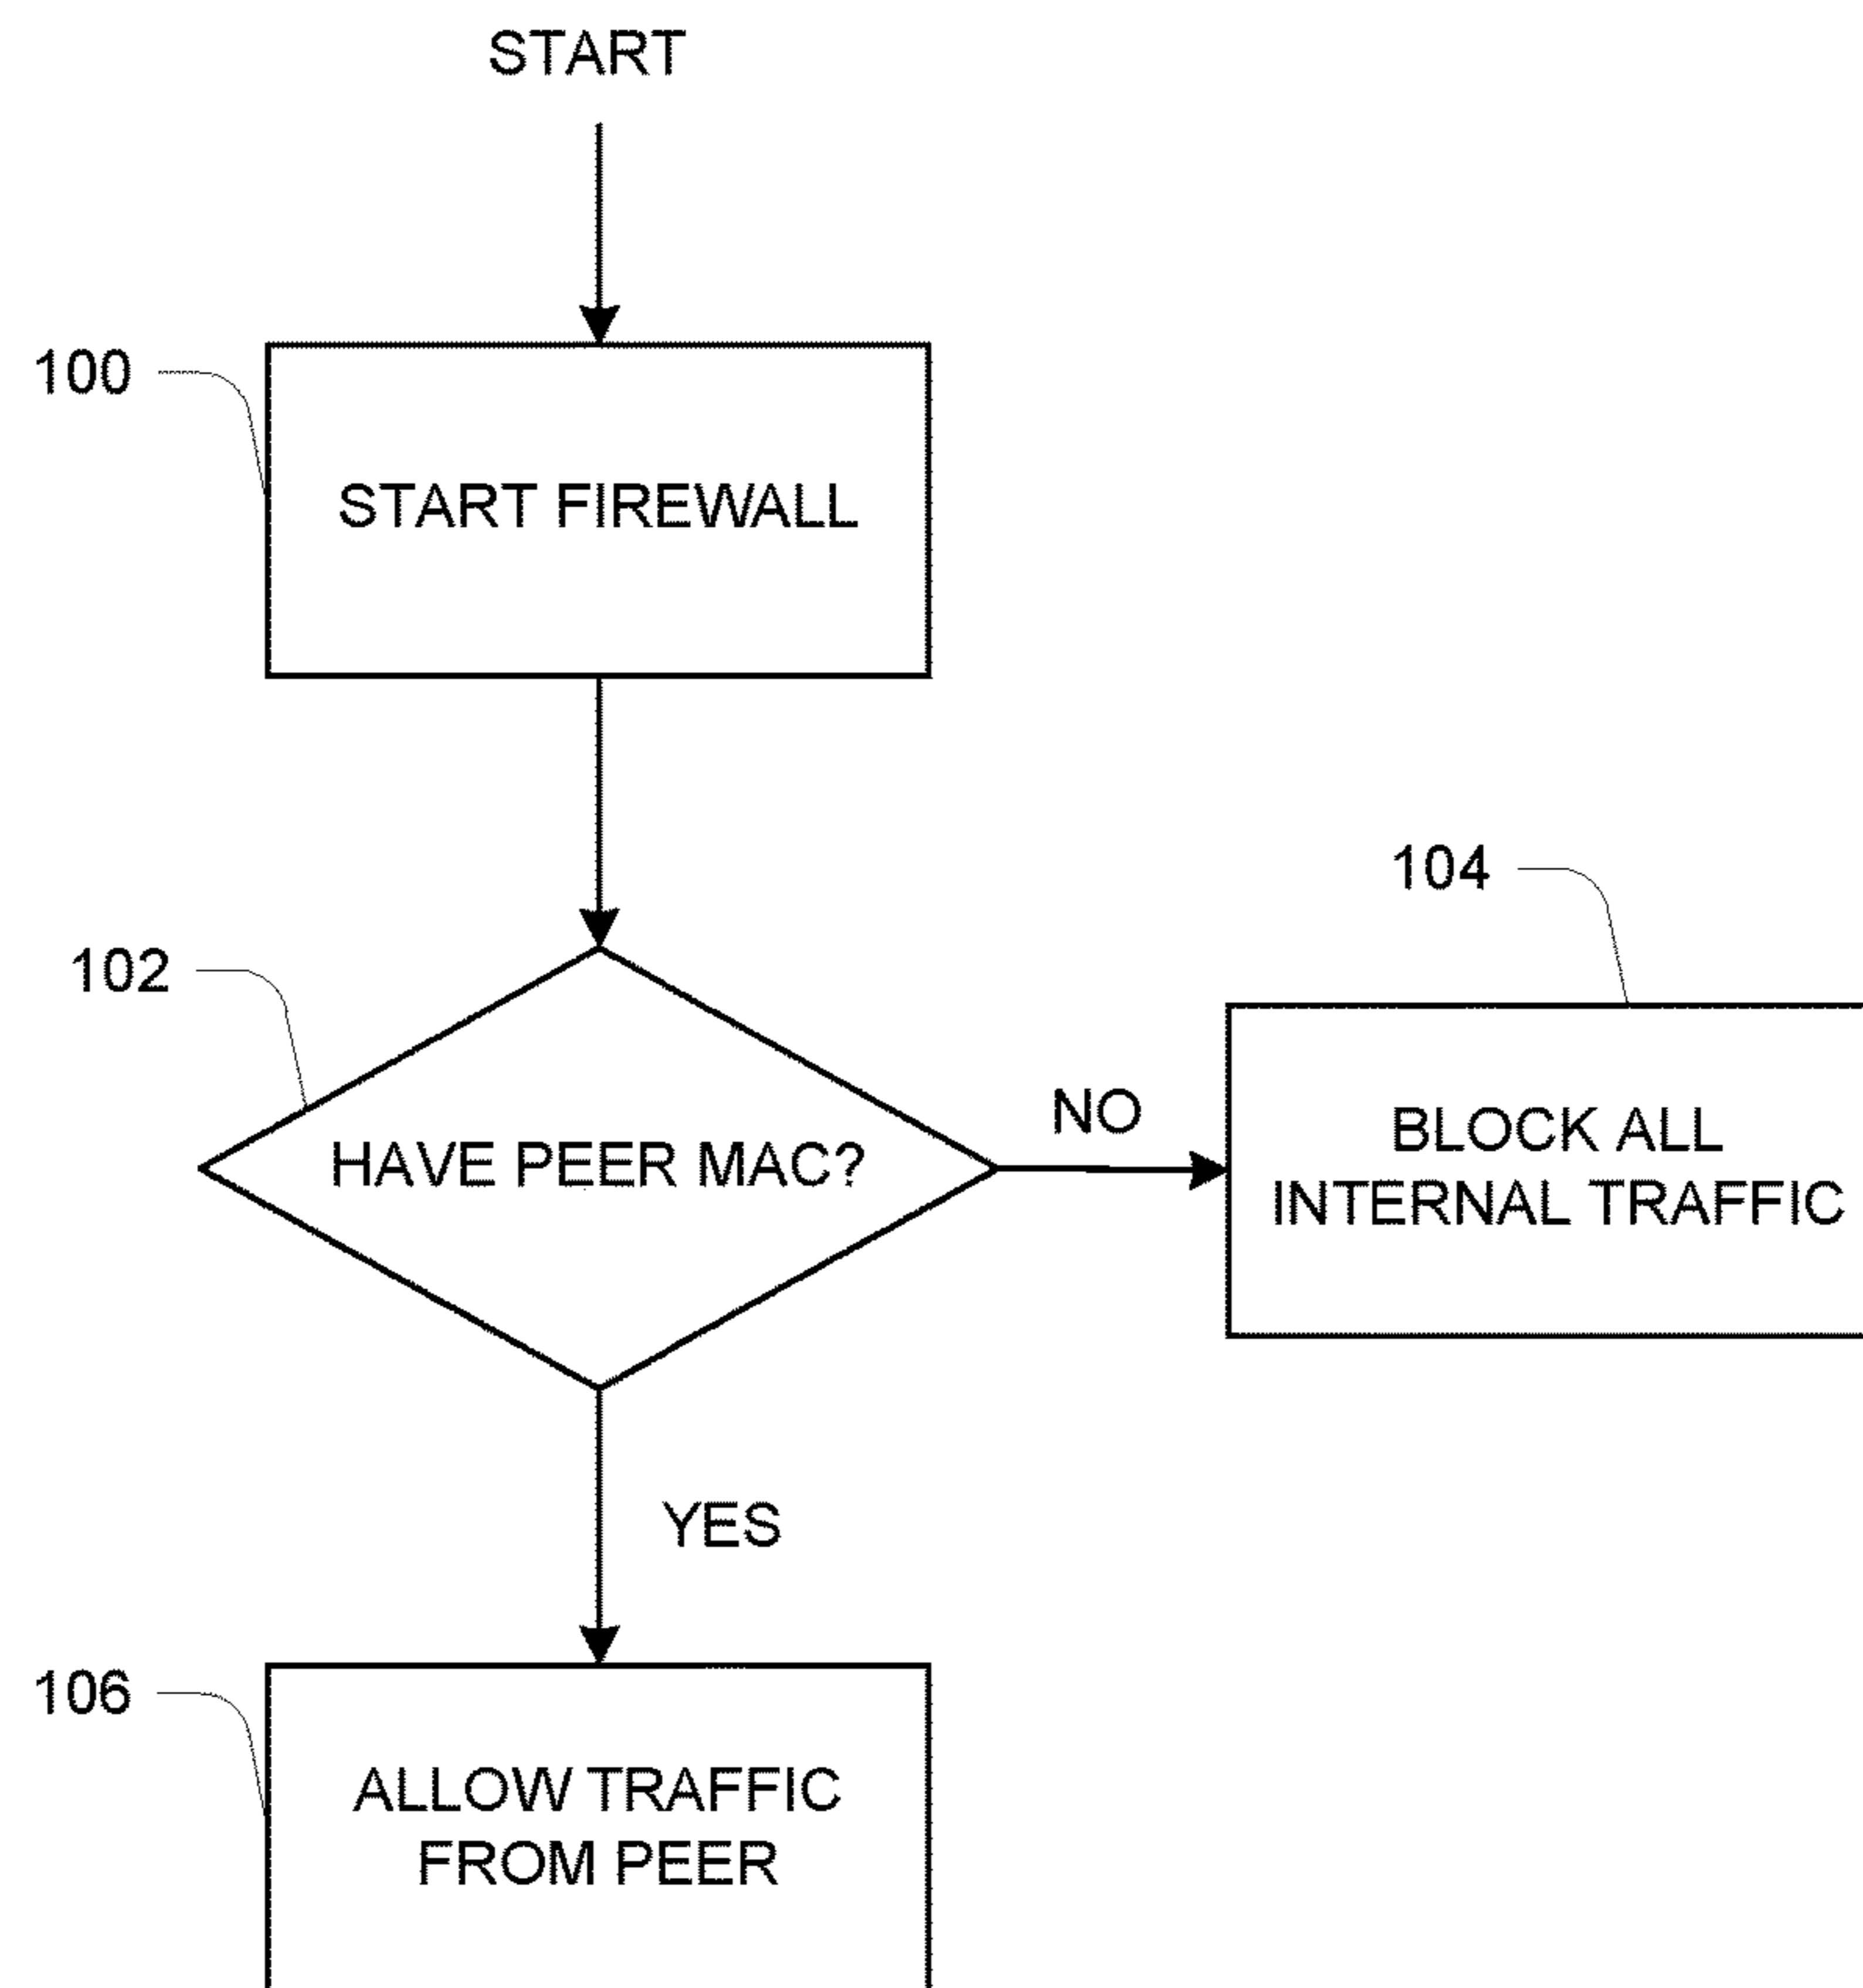 START
100
START FIREWALL
102
HAVE PEER MAC?
NO
104
BLOCK ALL
INTERNAL TRAFFIC
YES
106
ALLOW TRAFFIC
FROM PEER